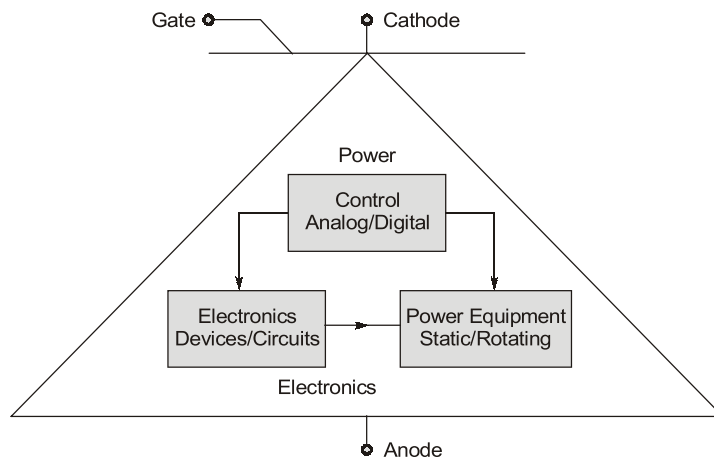 Gate
Cathode
Power
Control
Analog/Digital
Electronics
Devices/Circuits
Power Equipment
Static/Rotating
Electronics
Anode